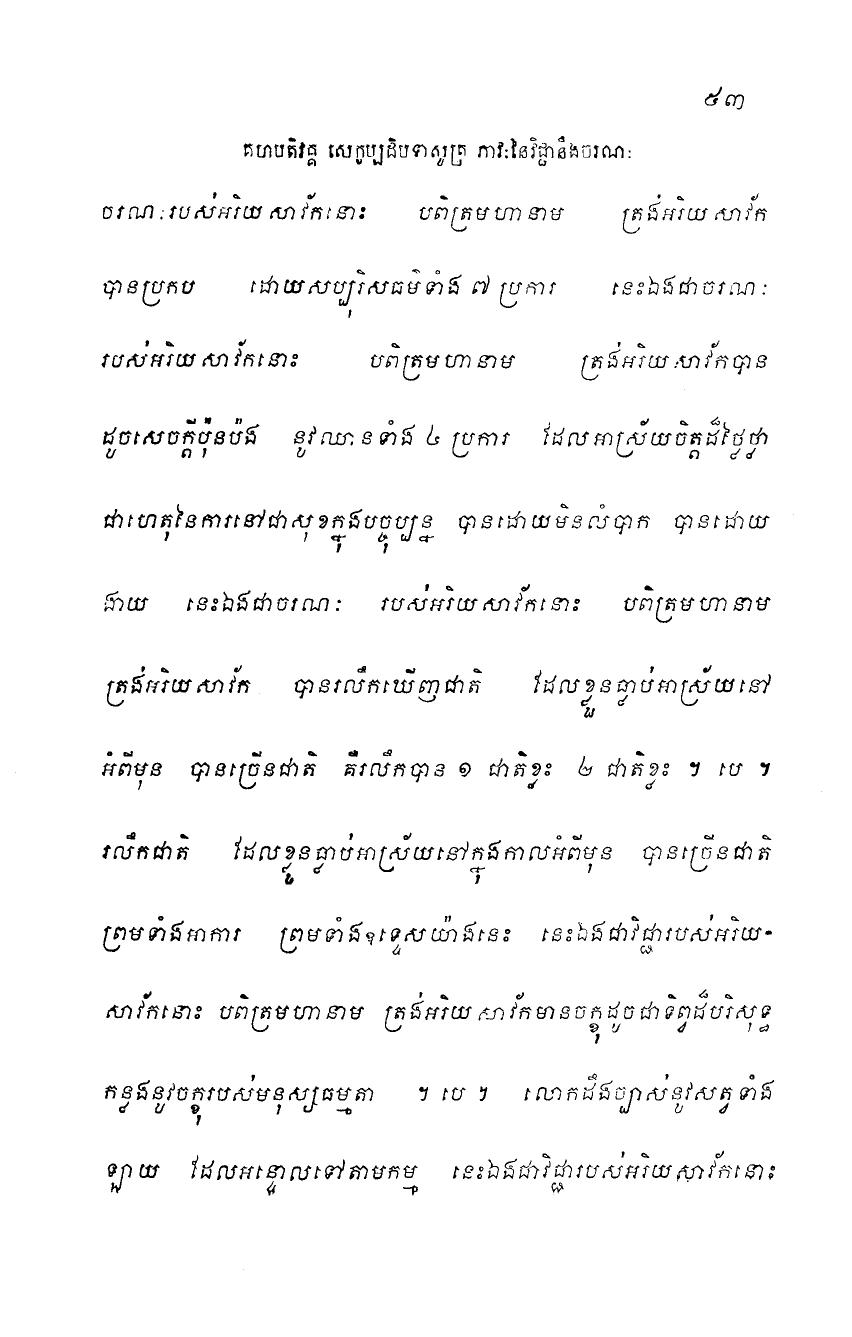 ៥៣
គហបតិវគ្គ សេក្ខប្បដិបទាសូត្រ ភាវៈនៃវិជ្ជានឹងចរណៈ
ចរណៈរបស់អរិយសាវ័កនោះ បពិត្រមហានាម ត្រង់អរិយសាវ័ក
បានប្រកប ដោយសប្បុរិសធម៌ទាំង ៧ ប្រការ នេះឯងជាចរណៈ
របស់អរិយសាវ័កនោះ បពិត្រមហានាម ត្រង់អរិយសាវ័កបាន
ដូចសេចក្តីប៉ុនប៉ង នូវឈានទាំង ៤ ប្រការ ដែលអាស្រ័យចិត្តដ៏ថ្លៃថ្លា
ជាហេតុនៃការនៅជាសុខក្នុងបច្ចុប្បន្ន បានដោយមិនលំបាក បានដោយ
ងាយ នេះឯងជាចរណៈ របស់អរិយសាវ័កនោះ បពិត្រមហានាម
ត្រង់អរិយសាវ័ក បានរលឹកឃើញជាតិ ដែលខ្លួនធ្លាប់អាស្រ័យនៅ
អំពីមុន បានច្រើនជាតិ គឺរលឹកបាន ១ ជាតិខ្លះ ២ ជាតិខ្លះ ។ បេ ។
រលឹកជាតិ ដែលខ្លួនធ្លាប់អាស្រ័យនៅក្នុងកាលអំពីមុន បានច្រើនជាតិ
ព្រមទាំងអាការ ព្រមទាំងឧទ្ទេសយ៉ាងនេះ នេះឯងជាវិជ្ជារបស់អរិយ-
សាវ័កនោះ បពិត្រមហានាម ត្រង់អរិយសាវ័កមានចក្ខុដូចជាទិព្វដ៏បរិសុទ្ធ
កន្លងនូវចក្ខុរបស់មនុស្សធម្មតា ។ បេ ។ លោកដឹងច្បាស់នូវសត្វទាំង
ឡាយ ដែលអន្ទោលទៅតាមកម្ម នេះឯងជាវិជ្ជារបស់អរិយសាវ័កនោះ